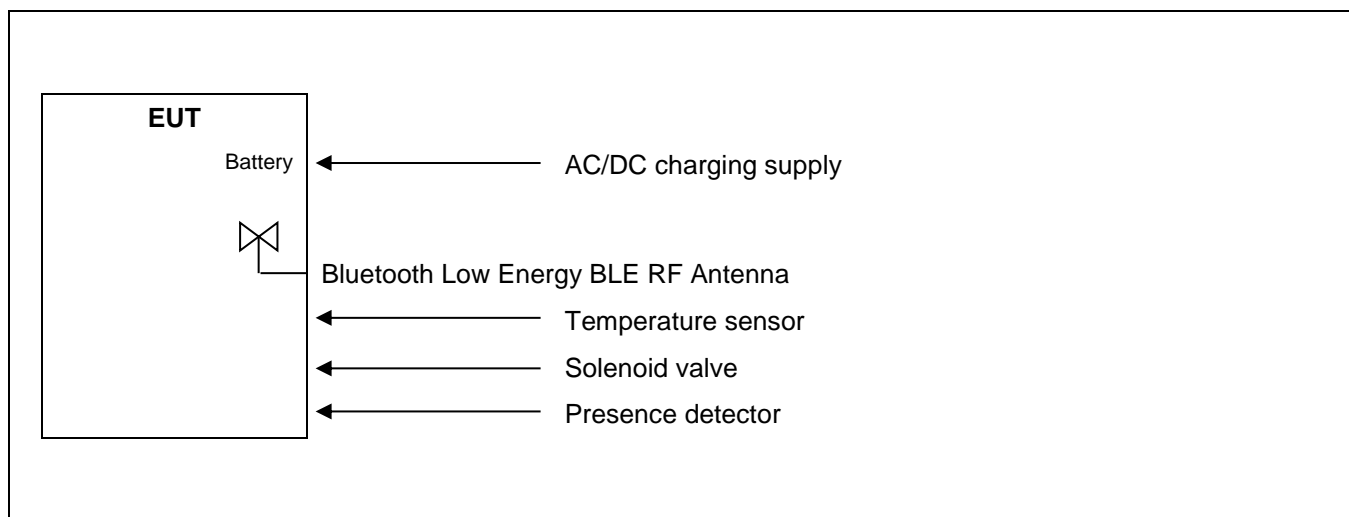 EUT
Battery
AC/DC charging supply
Bluetooth Low Energy BLE RF Antenna
Temperature sensor
Solenoid valve
Presence detector